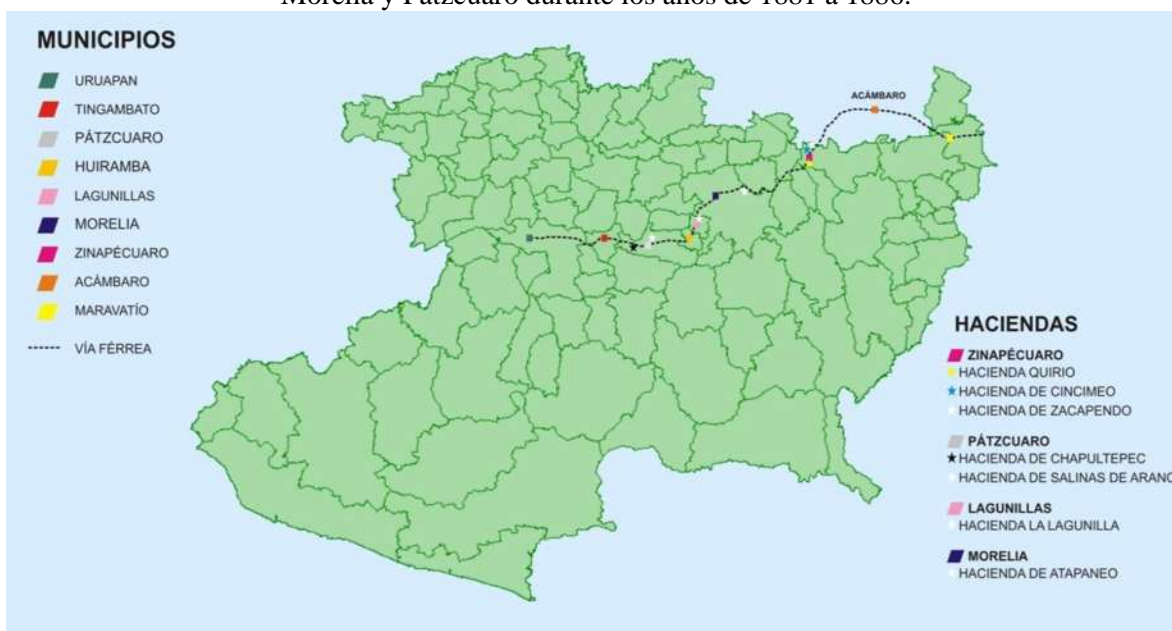 Morelia y Pátzcuaro durante los años de 1881 a 1886.
MUNICIPIOS
URUAPAN
TINGAMBATO
PÁTZCUARO
HUIRAMBA
LAGUNILLAS
MORELIA
ZINAPÉCUARO
ACÁMBARO
MARAVATÍO
VÍA FÉRREA
ACÁMBARO
HACIENDAS
ZINAPÉCUARO
HACIENDA QUIRIO
HACIENDA DE CINCIMEO
HACIENDA DE ZACAPENDO
PÁTZCUARO
HACIENDA DE CHAPULTEPEC
HACIENDA DE SALINAS DE ARANC
LAGUNILLAS
HACIENDA LA LAGUNILLA
MORELIA
HACIENDA DE ATAPANEO